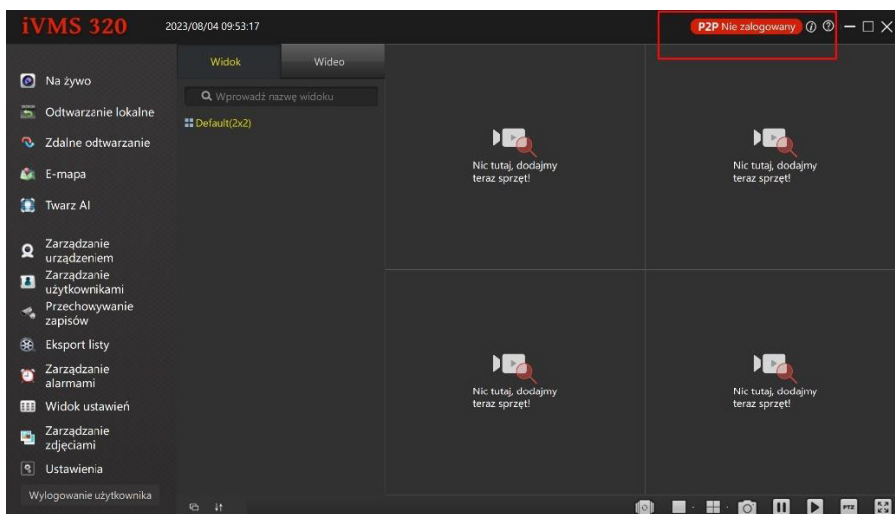 iVMS 320
2023/08/04 09:53:17
P2P Nie zalogowany
Na żywo
Odtwarzanie lokalne
Zdalne odtwarzanie
E-mapa
Twarz AI
Zarządzanie
urządzeniem
Zarządzanie
użytkownikami
Przechowywanie
zapisów
Eksport listy
Zarządzanie
alarmami
Widok ustawień
Zarządzanie
zdjęciami
Ustawienia
Wylogowanie użytkownika
Widok
Wideo
Wprowadź nazwę widoku
Default(2x2)
Nic tutaj, dodajmy
teraz sprzęt!
Nic tutaj, dodajmy
teraz sprzęt!
Nic tutaj, dodajmy
teraz sprzęt!
Nic tutaj, dodajmy
teraz sprzęt!
PTZ